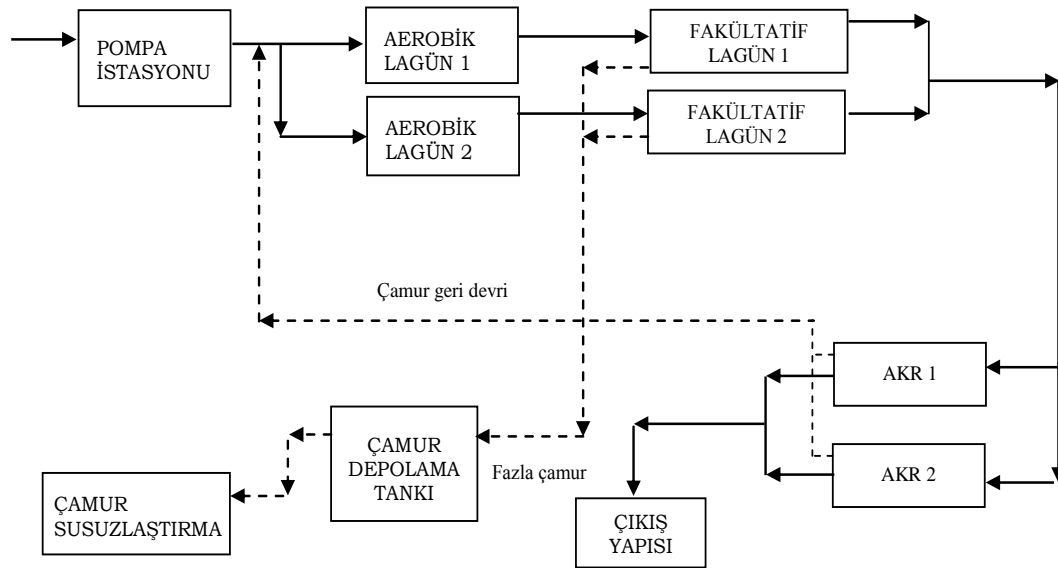 POMPA
İSTASYONU
AEROBİK
LAGÜN 1
FAKÜLTATİF
LAGÜN 1
AEROBİK
LAGÜN 2
FAKÜLTATİF
LAGÜN 2
Çamur geri devri
AKR 1
AKR 2
ÇAMUR
DEPOLAMA
TANKI
Fazla çamur
ÇAMUR
SUSUZLAŞTIRMA
ÇIKIŞ
YAPISI